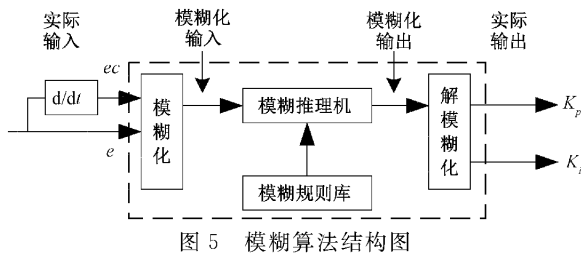 实际
输入
模糊化
输入
模糊化
输出
实际
输出
ec
d/dt
e
模糊化
模糊推理机
模糊规则库
解模糊化
K_p
K_i
图 5 模糊算法结构图